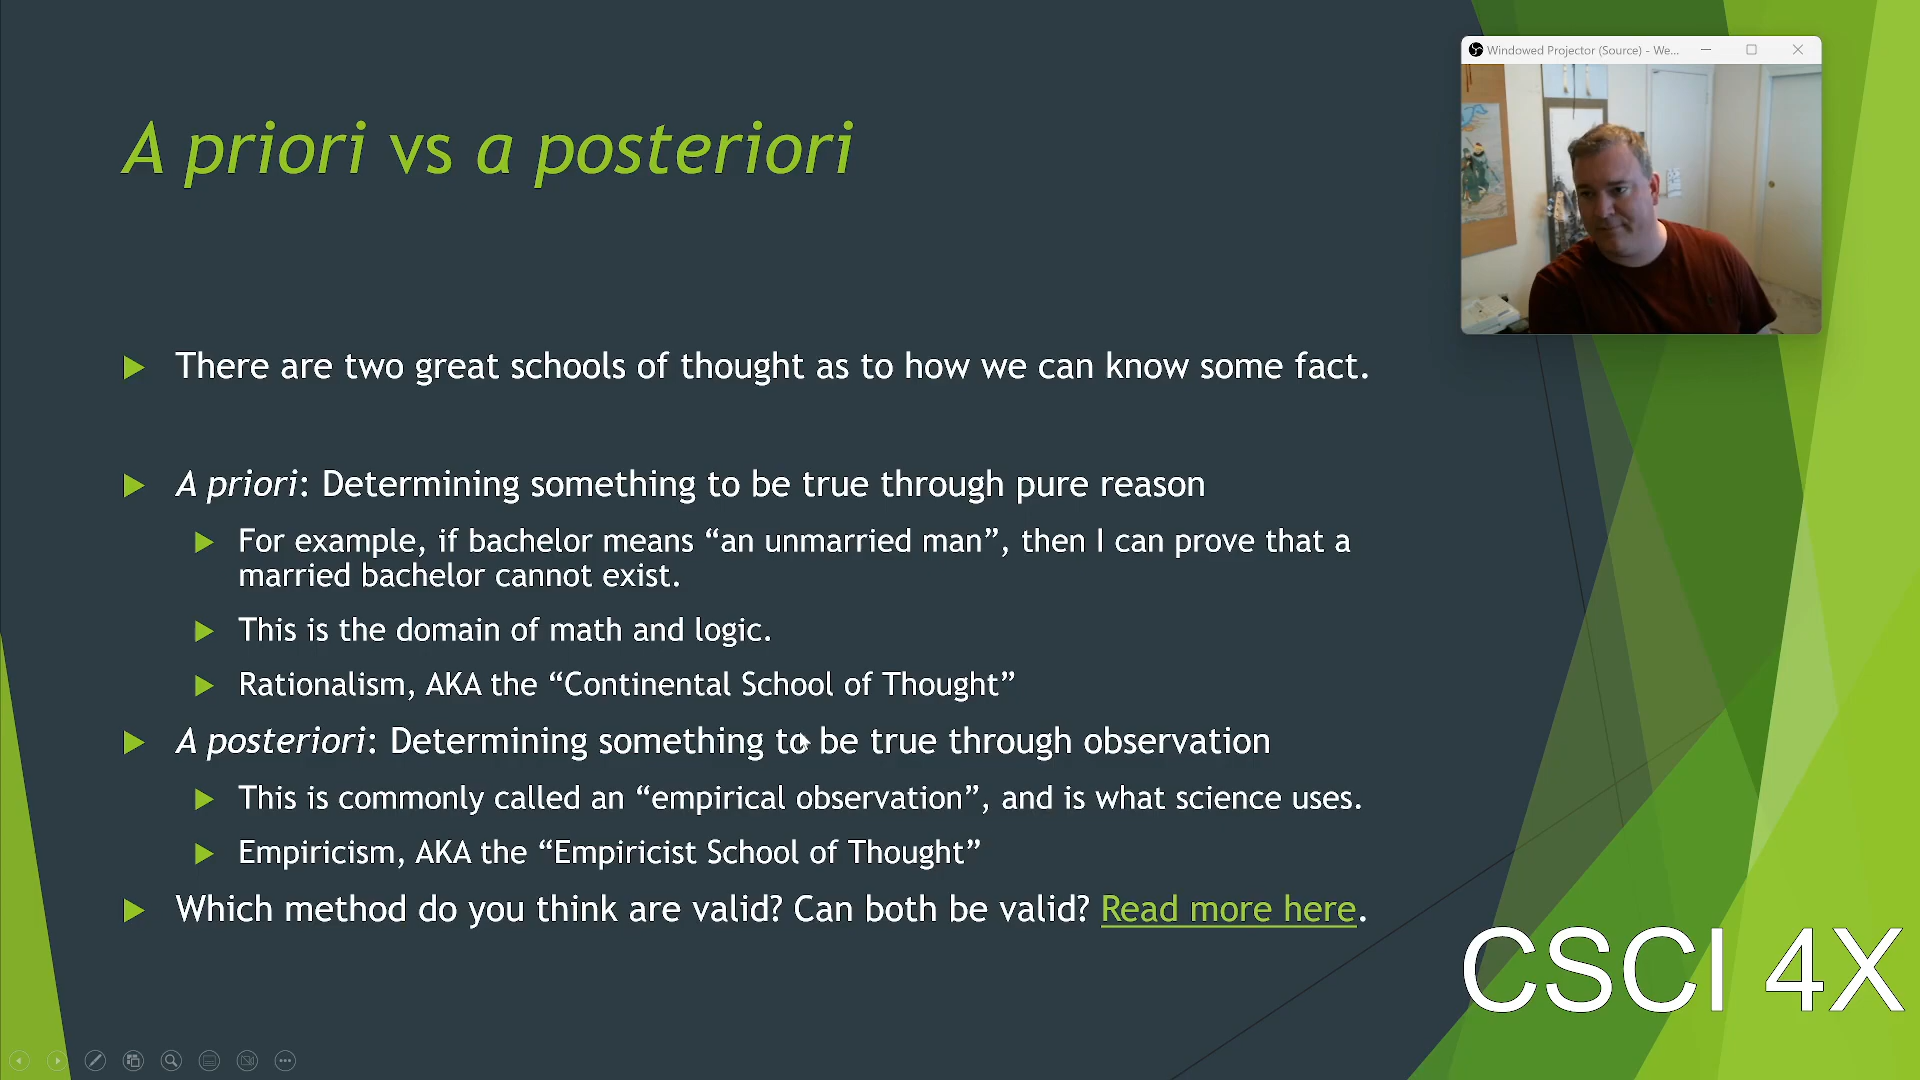 Windowed Projector (Source) - We...
A priori vs a posteriori
There are two great schools of thought as to how we can know some fact.
A priori: Determining something to be true through pure reason
For example, if bachelor means “an unmarried man”, then I can prove that a
married bachelor cannot exist.
This is the domain of math and logic.
Rationalism, AKA the “Continental School of Thought”
A posteriori: Determining something to be true through observation
This is commonly called an “empirical observation”, and is what science uses.
Empiricism, AKA the “Empiricist School of Thought”
Which method do you think are valid? Can both be valid? Read more here.
CSCI 4X